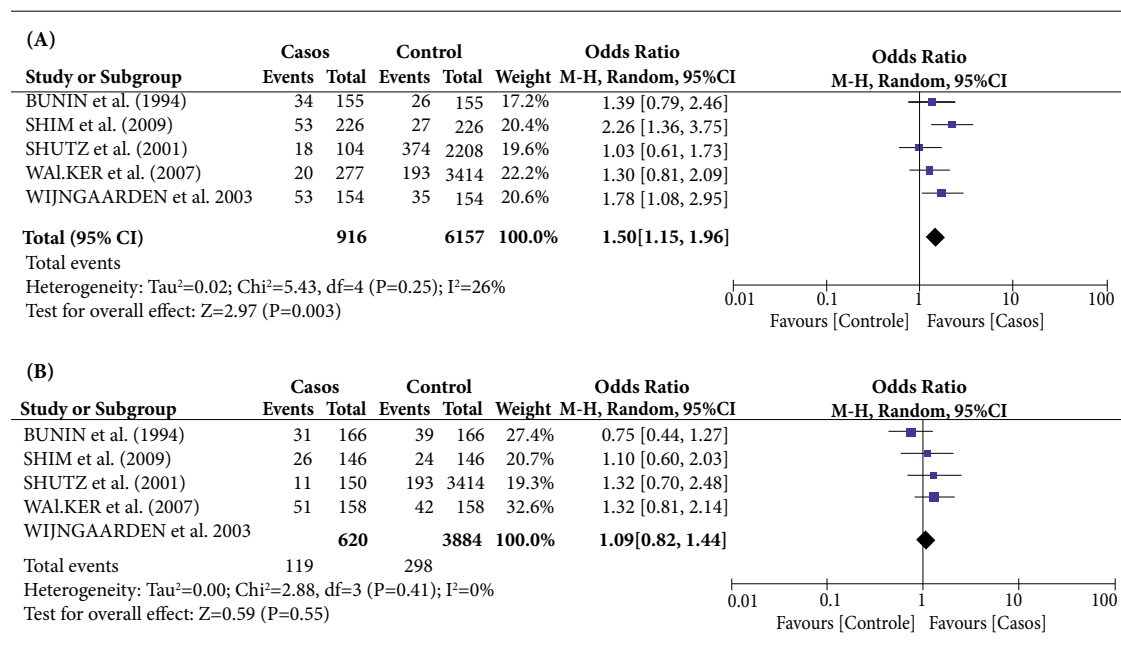 (A)
Casos Control Odds Ratio Odds Ratio
Study or Subgroup Events Total Events Total Weight M-H, Random, 95%CI M-H, Random, 95%CI
BUNIN et al. (1994) 34 155 26 155 17.2% 1.39 [0.79, 2.46]
SHIM et al. (2009) 53 226 27 226 20.4% 2.26 [1.36, 3.75]
SHUTZ et al. (2001) 18 104 374 2208 19.6% 1.03 [0.61, 1.73]
WAl.KER et al. (2007) 20 277 193 3414 22.2% 1.30 [0.81, 2.09]
WIJNGAARDEN et al. 2003 53 154 35 154 20.6% 1.78 [1.08, 2.95]
Total (95% CI) 916 6157 100.0% 1.50[1.15, 1.96]
Total events
Heterogeneity: Tau²=0.02; Chi²=5.43, df=4 (P=0.25); I²=26%
Test for overall effect: Z=2.97 (P=0.003)
0.01 0.1 1 10 100
Favours [Controle] Favours [Casos]
(B)
Casos Control Odds Ratio Odds Ratio
Study or Subgroup Events Total Events Total Weight M-H, Random, 95%CI M-H, Random, 95%CI
BUNIN et al. (1994) 31 166 39 166 27.4% 0.75 [0.44, 1.27]
SHIM et al. (2009) 26 146 24 146 20.7% 1.10 [0.60, 2.03]
SHUTZ et al. (2001) 11 150 193 3414 19.3% 1.32 [0.70, 2.48]
WAl.KER et al. (2007) 51 158 42 158 32.6% 1.32 [0.81, 2.14]
WIJNGAARDEN et al. 2003
620 3884 100.0% 1.09[0.82, 1.44]
Total events 119 298
Heterogeneity: Tau²=0.00; Chi²=2.88, df=3 (P=0.41); I²=0%
Test for overall effect: Z=0.59 (P=0.55)
0.01 0.1 1 10 100
Favours [Controle] Favours [Casos]